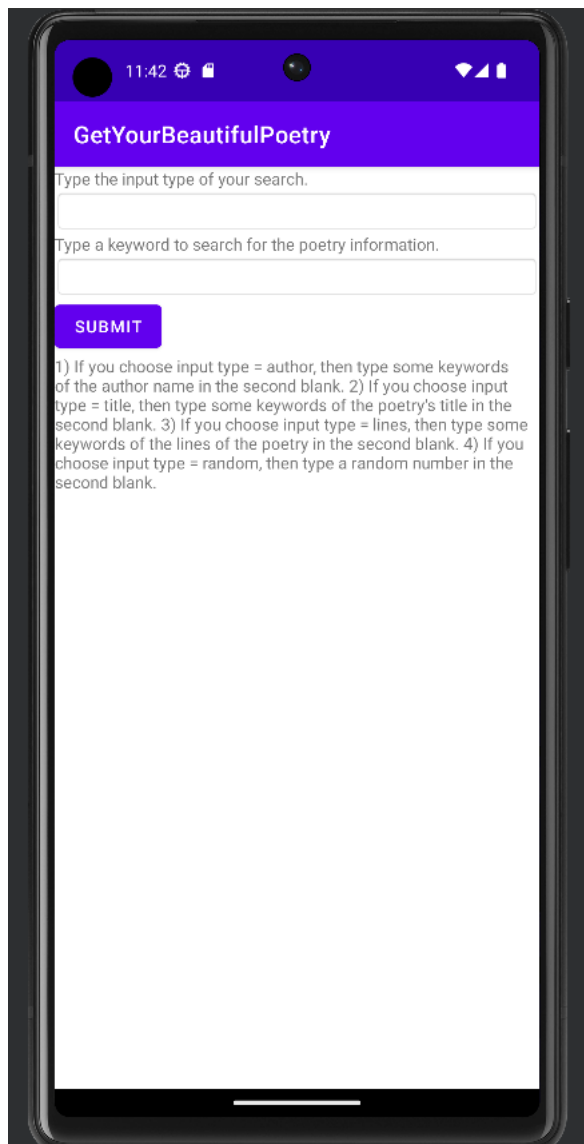 11:42
GetYourBeautifulPoetry
Type the input type of your search.
Type a keyword to search for the poetry information.
SUBMIT
1) If you choose input type = author, then type some keywords
of the author name in the second blank. 2) If you choose input
type = title, then type some keywords of the poetry's title in the
second blank. 3) If you choose input type = lines, then type some
keywords of the lines of the poetry in the second blank. 4) If you
choose input type = random, then type a random number in the
second blank.